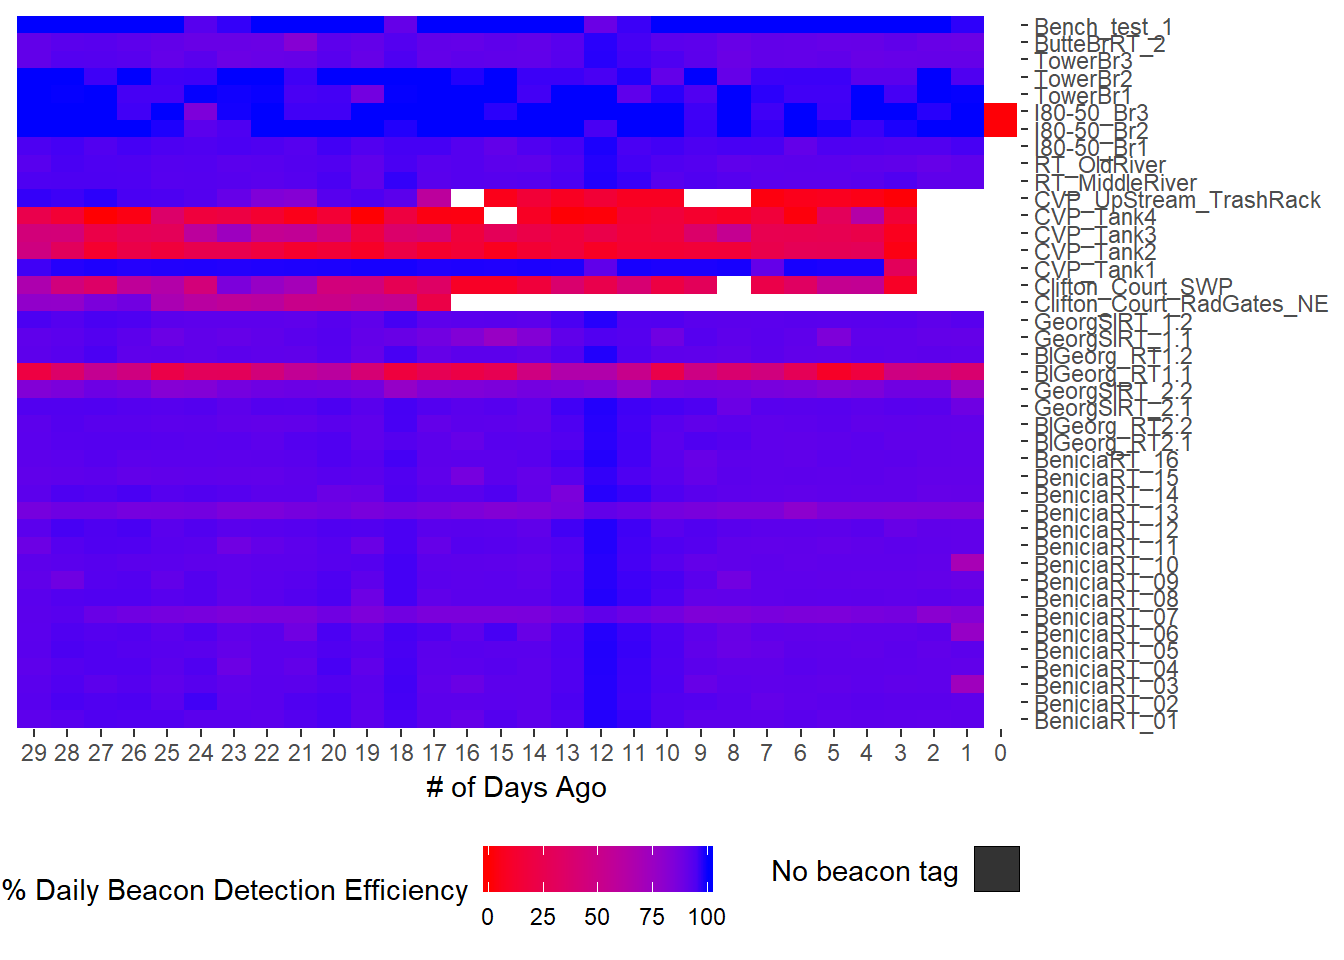 Bench_test_1
ButteBrRT_2
TowerBr3
TowerBr2
TowerBr1
I80-50_Br3
I80-50_Br2
I80-50_Br1
RT_OldRiver
RT_MiddleRiver
CVP_UpStream_TrashRack
CVP_Tank4
CVP_Tank3
CVP_Tank2
CVP_Tank1
Clifton_Court_SWP
Clifton_Court_RadGates_NE
GeorgSlRT_1.2
GeorgSlRT_1.1
BlGeorg_RT1.2
BlGeorg_RT1.1
GeorgSlRT_2.2
GeorgSlRT_2.1
BlGeorg_RT2.2
BlGeorg_RT2.1
BeniciaRT_16
BeniciaRT_15
BeniciaRT_14
BeniciaRT_13
BeniciaRT_12
BeniciaRT_11
BeniciaRT_10
BeniciaRT_09
BeniciaRT_08
BeniciaRT_07
BeniciaRT_06
BeniciaRT_05
BeniciaRT_04
BeniciaRT_03
BeniciaRT_02
BeniciaRT_01
29 28 27 26 25 24 23 22 21 20 19 18 17 16 15 14 13 12 11 10 9 8 7 6 5 4 3 2 1 0
# of Days Ago
% Daily Beacon Detection Efficiency
0 25 50 75 100
No beacon tag